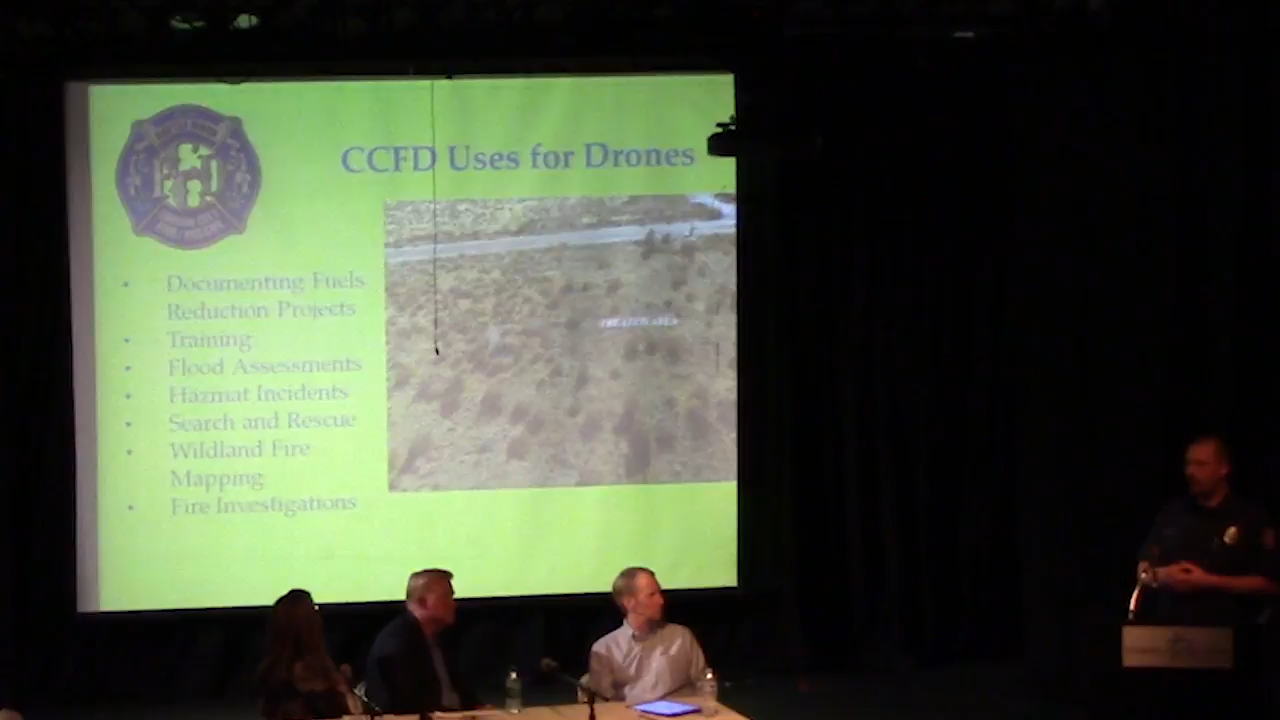 CCFD Uses for Drones
• Documenting Fuels
Reduction Projects
• Training
• Flood Assessments
• Hazmat Incidents
• Search and Rescue
• Wildland Fire
Mapping
• Fire Investigations